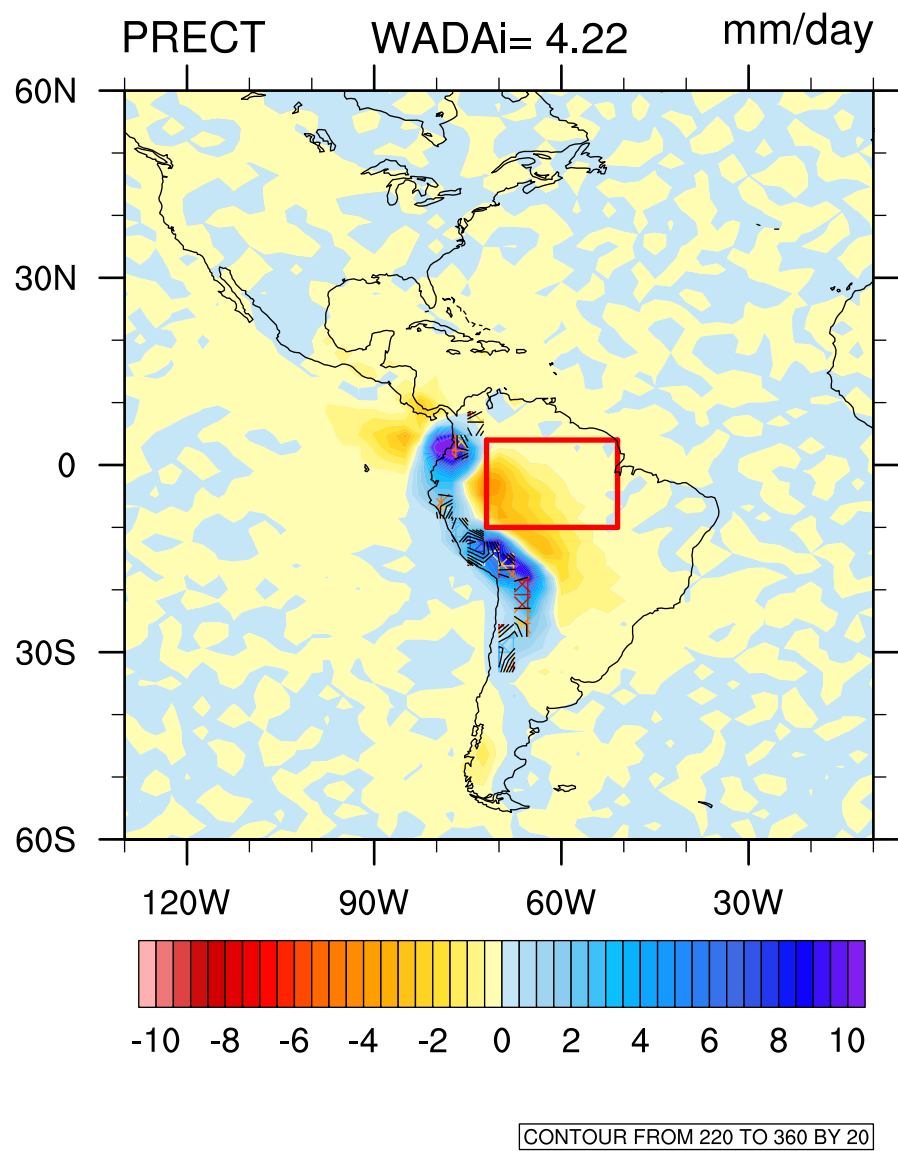 PRECT WADAi= 4.22 mm/day
60N
30N
0
30S
60S
120W 90W 60W 30W
-10 -8 -6 -4 -2 0 2 4 6 8 10
CONTOUR FROM 220 TO 360 BY 20